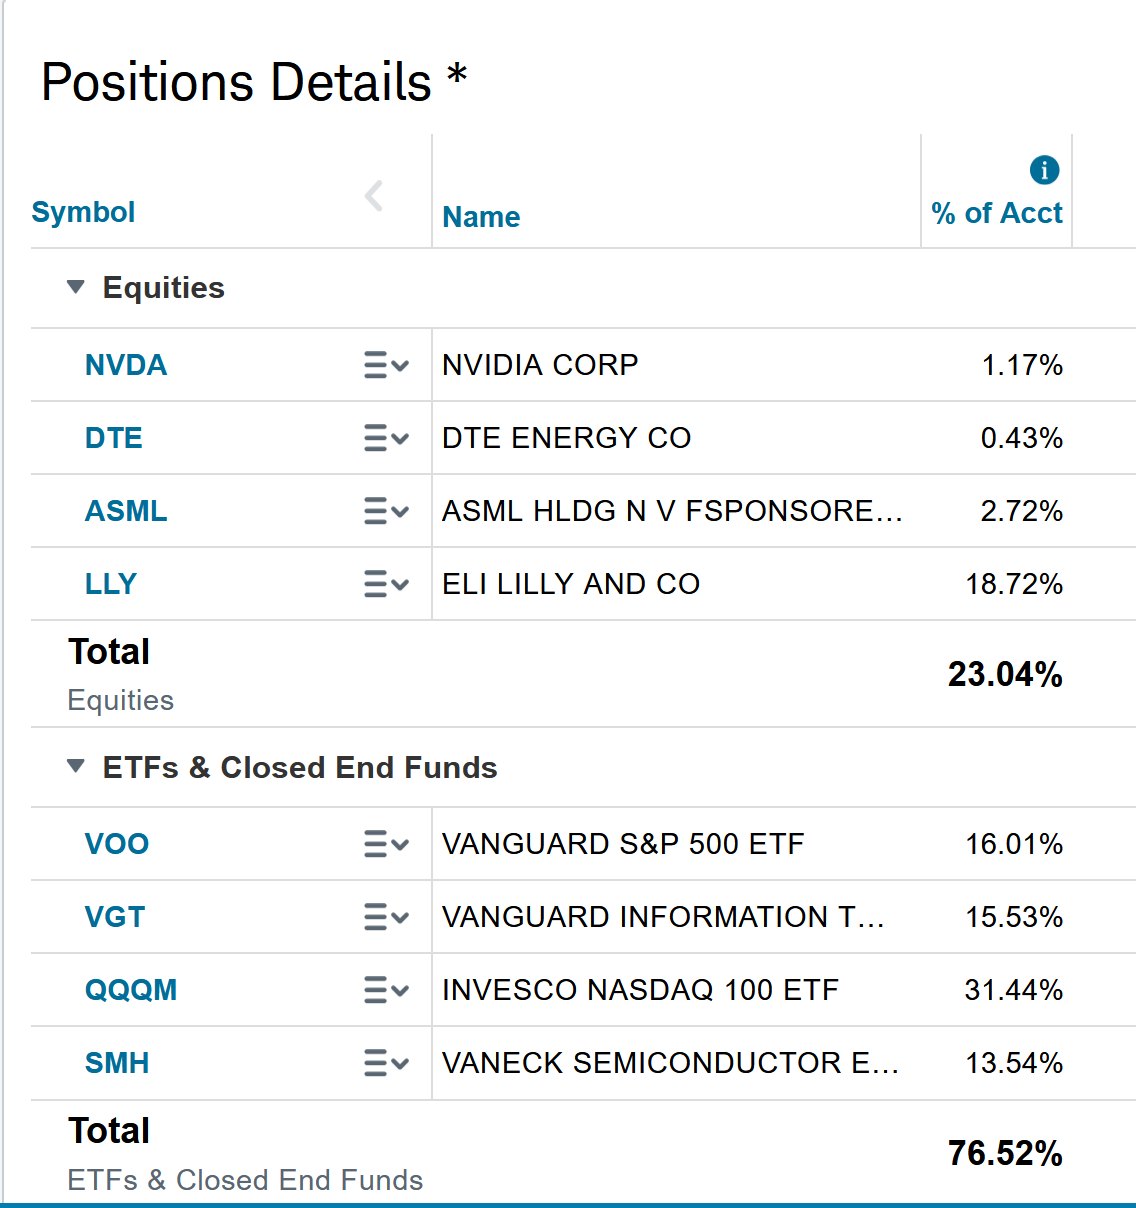 Positions Details *
Symbol
Name
% of Acct
Equities
NVDA NVIDIA CORP 1.17%
DTE DTE ENERGY CO 0.43%
ASML ASML HLDG N V FSPONSORE... 2.72%
LLY ELI LILLY AND CO 18.72%
Total
Equities
23.04%
ETFs & Closed End Funds
VOO VANGUARD S&P 500 ETF 16.01%
VGT VANGUARD INFORMATION T... 15.53%
QQQM INVESCO NASDAQ 100 ETF 31.44%
SMH VANECK SEMICONDUCTOR E... 13.54%
Total
ETFs & Closed End Funds
76.52%